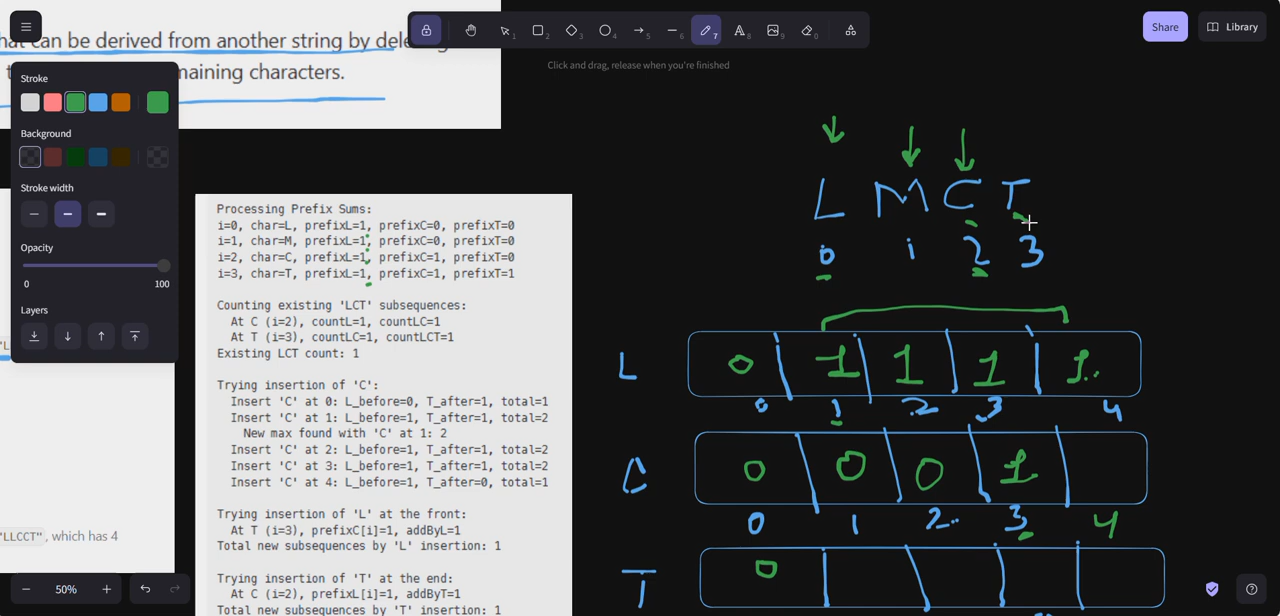 hat can be derived from another string by dele
maining characters.
Share
Library
Click and drag, release when you're finished
Stroke
Background
Stroke width
Opacity
0 100
Layers
50%
Processing Prefix Sums:
i=0, char=L, prefixL=1, prefixC=0, prefixT=0
i=1, char=M, prefixL=1, prefixC=0, prefixT=0
i=2, char=C, prefixL=1, prefixC=1, prefixT=0
i=3, char=T, prefixL=1, prefixC=1, prefixT=1
Counting existing 'LCT' subsequences:
At C (i=2), countL=1, countLC=1
At T (i=3), countLC=1, countLCT=1
Existing LCT count: 1
Trying insertion of 'C':
Insert 'C' at 0: L_before=0, T_after=1, total=1
Insert 'C' at 1: L_before=1, T_after=1, total=2
New max found with 'C' at 1: 2
Insert 'C' at 2: L_before=1, T_after=1, total=2
Insert 'C' at 3: L_before=1, T_after=1, total=2
Insert 'C' at 4: L_before=1, T_after=0, total=1
Trying insertion of 'L' at the front:
At T (i=3), prefixC[i]=1, addByL=1
Total new subsequences by 'L' insertion: 1
Trying insertion of 'T' at the end:
At C (i=2), prefixL[i]=1, addByT=1
Total new subsequences by 'T' insertion: 1
"LLCCT", which has 4
L M C T
0 1 2 3
L 0 1 1 1 1
0 1 2 3 4
C 0 0 0 1
0 1 2 3 4
T 0